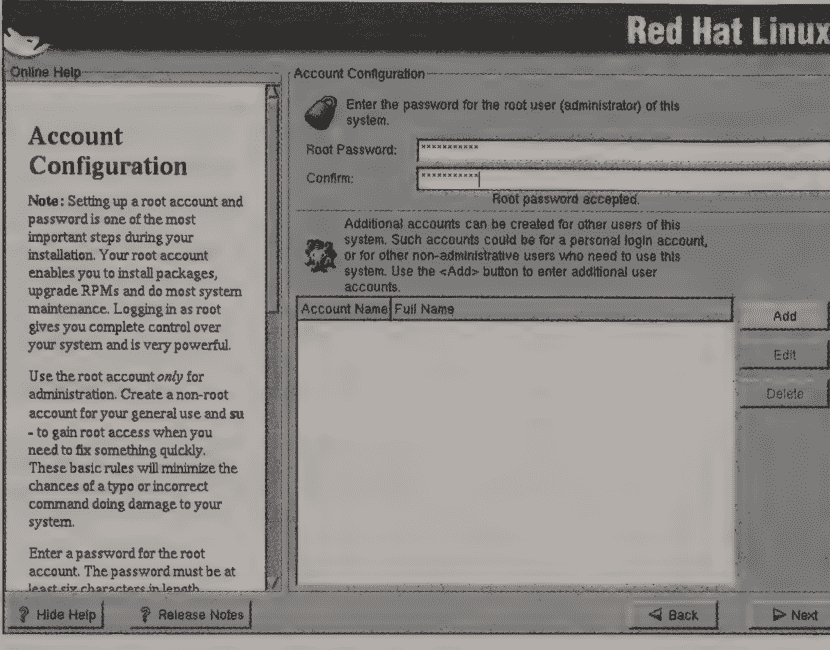 Red Hat Linux
Online Help
Account
Configuration
Note: Setting up a root account and
password is one of the most
important steps during your
installation. Your root account
enables you to install packages,
upgrade RPMs and do most system
maintenance. Logging in as root
gives you complete control over
your system and is very powerful.
Use the root account only for
administration. Create a non-root
account for your general use and su
- to gain root access when you
need to fix something quickly.
These basic rules will minimize the
chances of a typo or incorrect
command doing damage to your
system.
Enter a password for the root
account. The password must be at
least six characters in length.
Account Configuration
Enter the password for the root user (administrator) of this
system.
Root Password: ***********
Confirm: ***********
Root password accepted.
Additional accounts can be created for other users of this
system. Such accounts could be for a personal login account,
or for other non-administrative users who need to use this
system. Use the <Add> button to enter additional user
accounts.
Account Name Full Name
Add
Edit
Delete
? Hide Help ? Release Notes Back Next